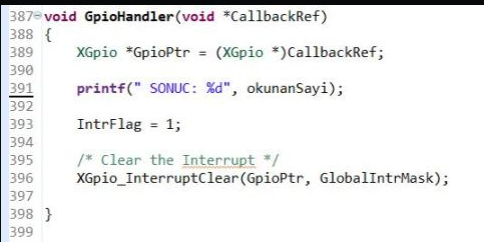 387 void GpioHandler(void *CallbackRef)
388 {
389     XGpio *GpioPtr = (XGpio *)CallbackRef;
390
391     printf(" SONUC: %d", okunanSayi);
392
393     IntrFlag = 1;
394
395     /* Clear the Interrupt */
396     XGpio_InterruptClear(GpioPtr, GlobalIntrMask);
397
398 }
399